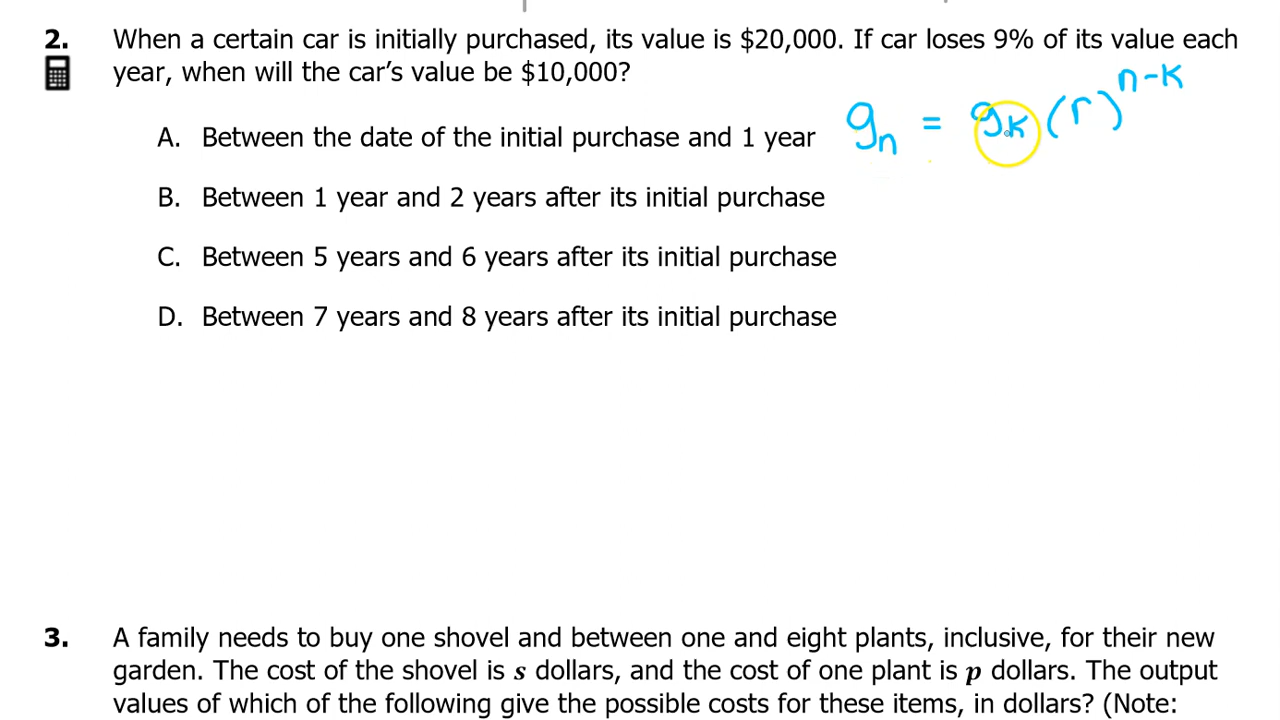 2. When a certain car is initially purchased, its value is $20,000. If car loses 9% of its value each
year, when will the car's value be $10,000?
A. Between the date of the initial purchase and 1 year
gₙ = gₖ (r)ⁿ⁻ᵏ
B. Between 1 year and 2 years after its initial purchase
C. Between 5 years and 6 years after its initial purchase
D. Between 7 years and 8 years after its initial purchase
3. A family needs to buy one shovel and between one and eight plants, inclusive, for their new
garden. The cost of the shovel is s dollars, and the cost of one plant is p dollars. The output
values of which of the following give the possible costs for these items, in dollars? (Note: